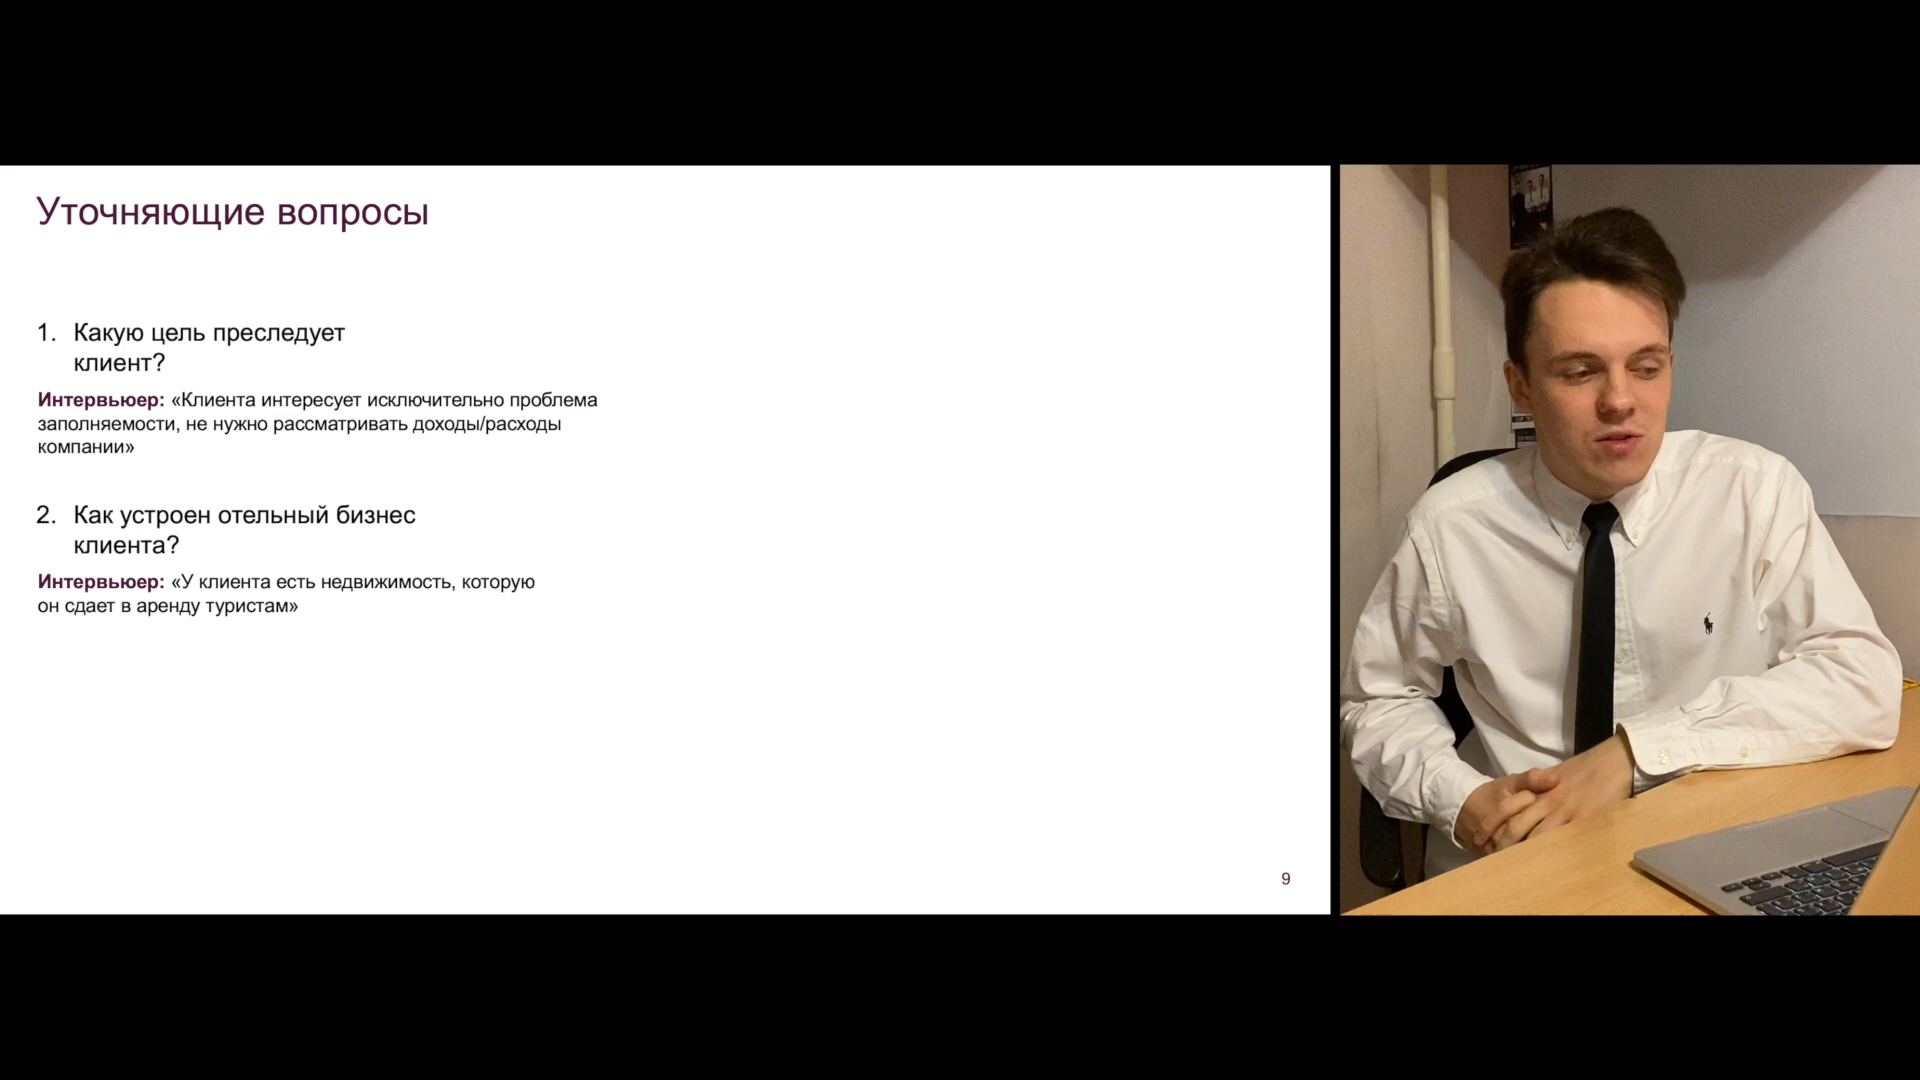 Уточняющие вопросы
1. Какую цель преследует
клиент?
Интервьюер: «Клиента интересует исключительно проблема
заполняемости, не нужно рассматривать доходы/расходы
компании»
2. Как устроен отельный бизнес
клиента?
Интервьюер: «У клиента есть недвижимость, которую
он сдает в аренду туристам»
9